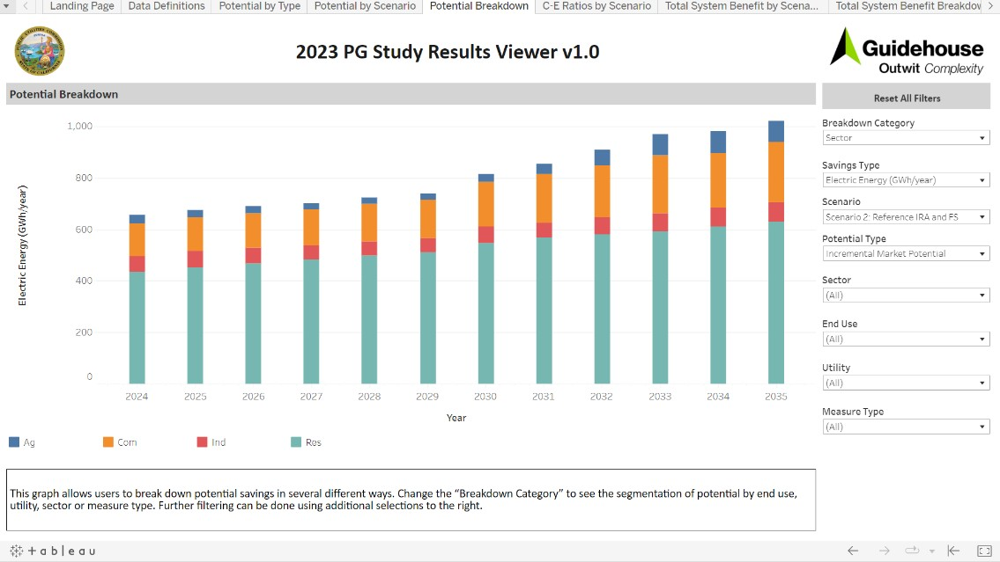 Landing Page
Data Definitions
Potential by Type
Potential by Scenario
Potential Breakdown
C-E Ratios by Scenario
Total System Benefit by Scena...
Total System Benefit Breakdow
2023 PG Study Results Viewer v1.0
Guidehouse
Outwit Complexity
Potential Breakdown
Reset All Filters
Breakdown Category
Sector
Savings Type
Electric Energy (GWh/year)
Scenario
Scenario 2: Reference IRA and FS
Potential Type
Incremental Market Potential
Sector
(All)
End Use
(All)
Utility
(All)
Measure Type
(All)
Electric Energy (GWh/year)
1,000
800
600
400
200
0
2024 2025 2026 2027 2028 2029 2030 2031 2032 2033 2034 2035
Year
Ag Com Ind Res
This graph allows users to break down potential savings in several different ways. Change the “Breakdown Category” to see the segmentation of potential by end use,
utility, sector or measure type. Further filtering can be done using additional selections to the right.
+ableau